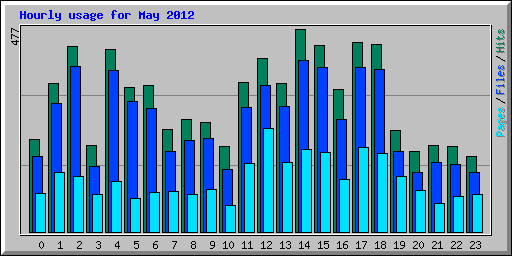 Hourly usage for May 2012
477
Pages / Files / Hits
0 1 2 3 4 5 6 7 8 9 10 11 12 13 14 15 16 17 18 19 20 21 22 23